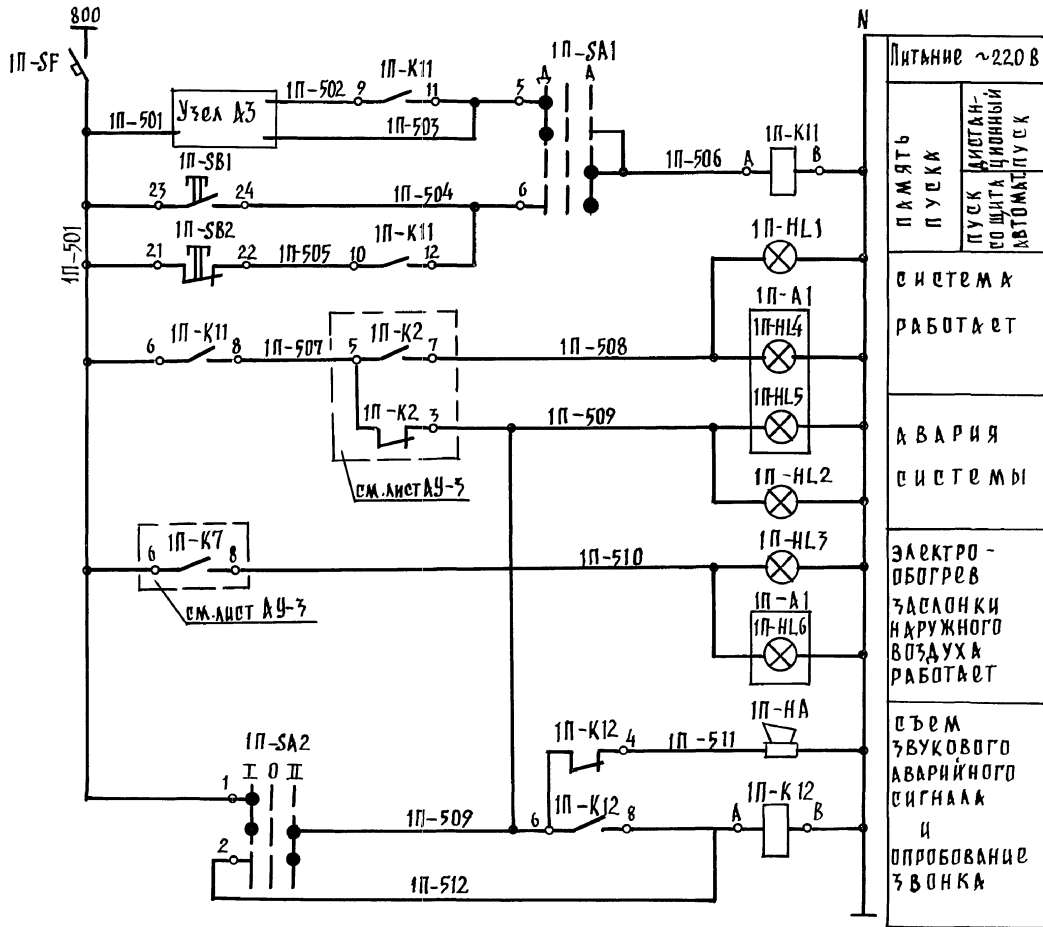 800
N
1П-SF
1П-501
Узел А3
1П-502
9
1П-К11
11
1П-503
5
1П-SA1
Д
А
6
1П-506
А
1П-К11
В
1П-SB1
23
24
1П-504
1П-501
1П-SB2
21
22
1П-505
10
1П-К11
12
1П-HL1
1П-А1
1П-К11
6
8
1П-507
5
1П-К2
7
1П-508
1П-HL4
1П-К2
3
1П-509
1П-HL5
см.лист АУ-3
1П-HL2
1П-К7
6
8
1П-510
1П-HL3
см.лист АУ-3
1П-А1
1П-HL6
1П-НА
1П-К12
4
1П-511
1П-SA2
I 0 II
1
1П-509
6
1П-К12
8
А
1П-К12
В
2
1П-512
Питание ~220 В
ПАМЯТЬ
ПУСКА
ДИСТАН-
ЦИОННЫЙ
ПУСК
ПУСК
СО ЩИТА
АВТОМАТ.
СИСТЕМА
РАБОТАЕТ
АВАРИЯ
СИСТЕМЫ
ЭЛЕКТРО-
ОБОГРЕВ
ЗАСЛОНКИ
НАРУЖНОГО
ВОЗДУХА
РАБОТАЕТ
СЪЕМ
ЗВУКОВОГО
АВАРИЙНОГО
СИГНАЛА
И
ОПРОБОВАНИЕ
ЗВОНКА